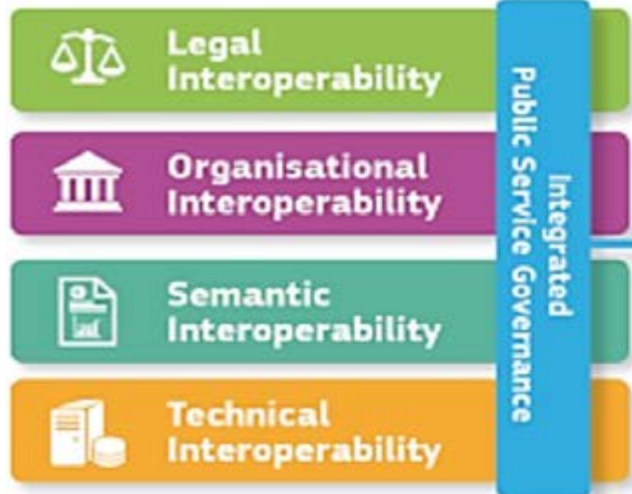 Legal
Interoperability
Organisational
Interoperability
Semantic
Interoperability
Technical
Interoperability
Integrated
Public Service Governance